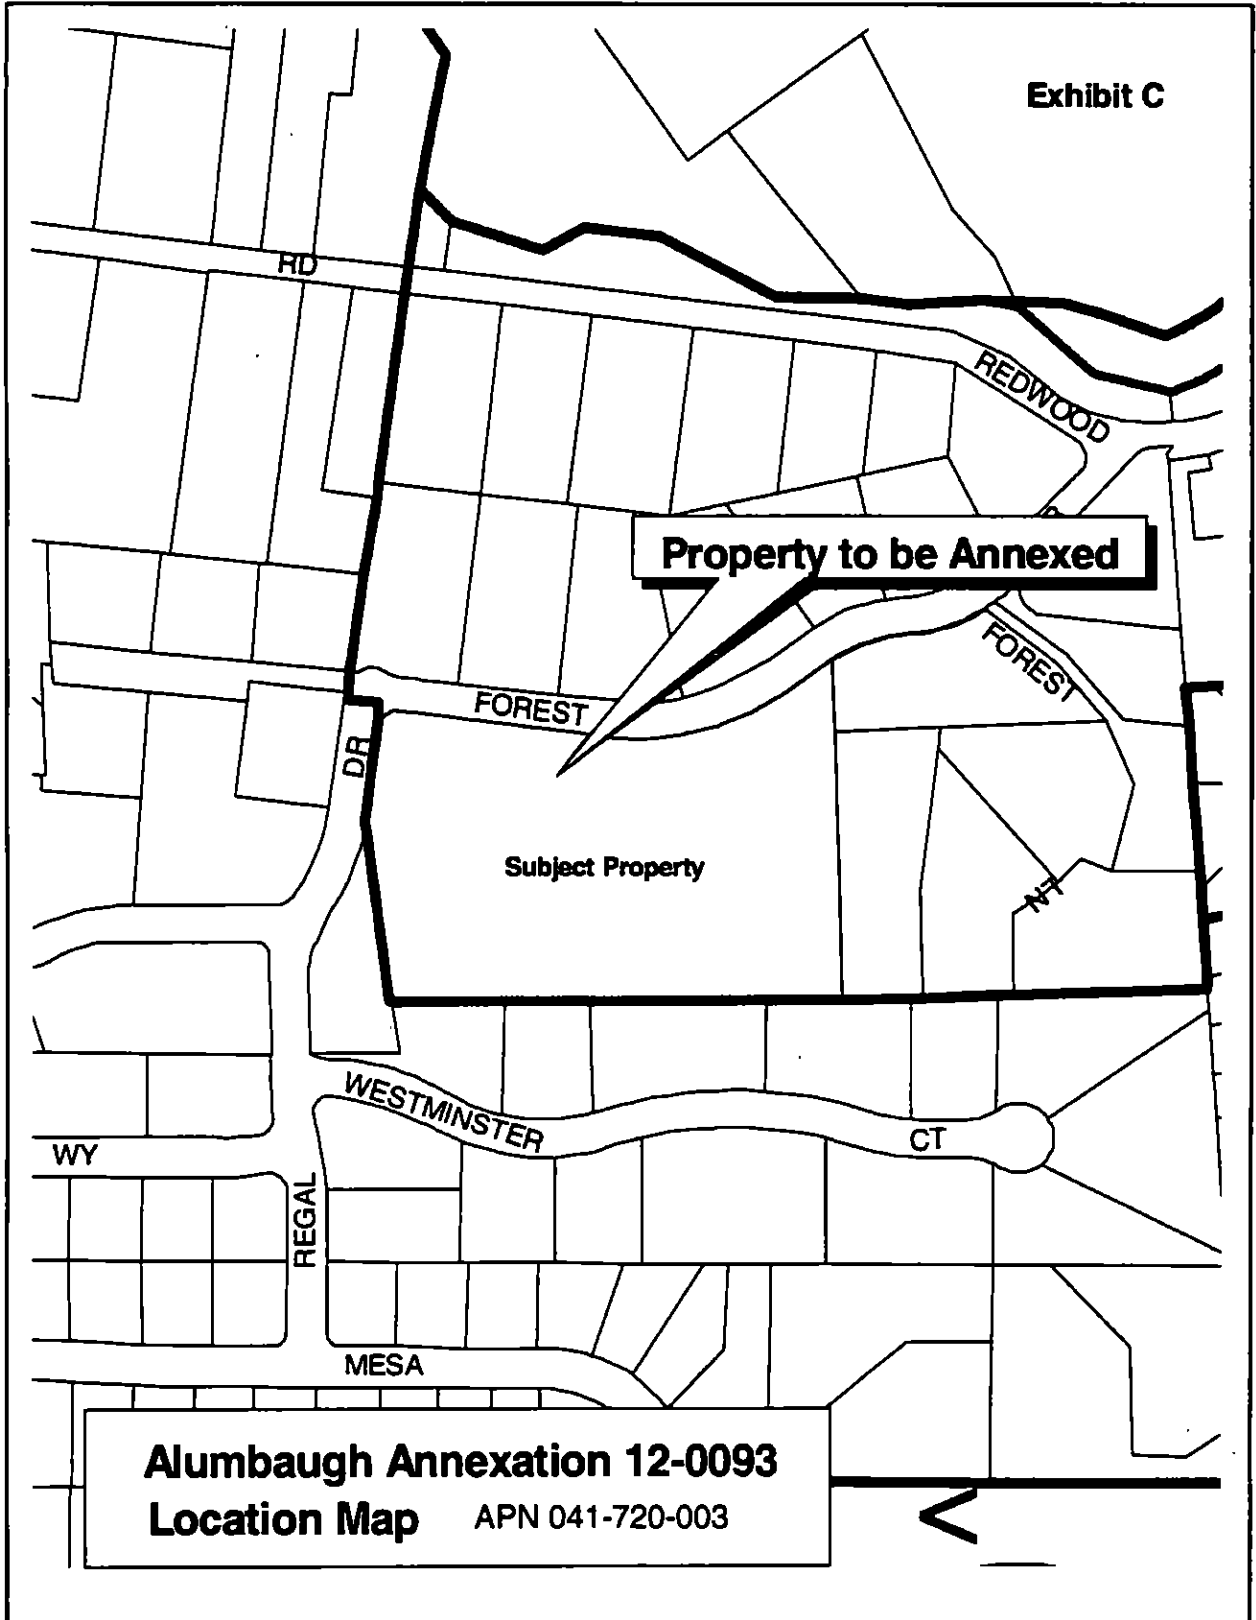 Exhibit C
RD
REDWOOD
Property to be Annexed
FOREST
FOREST
DR
Subject Property
LN
WESTMINSTER
CT
WY
REGAL
MESA
Alumbaugh Annexation 12-0093
Location Map APN 041-720-003